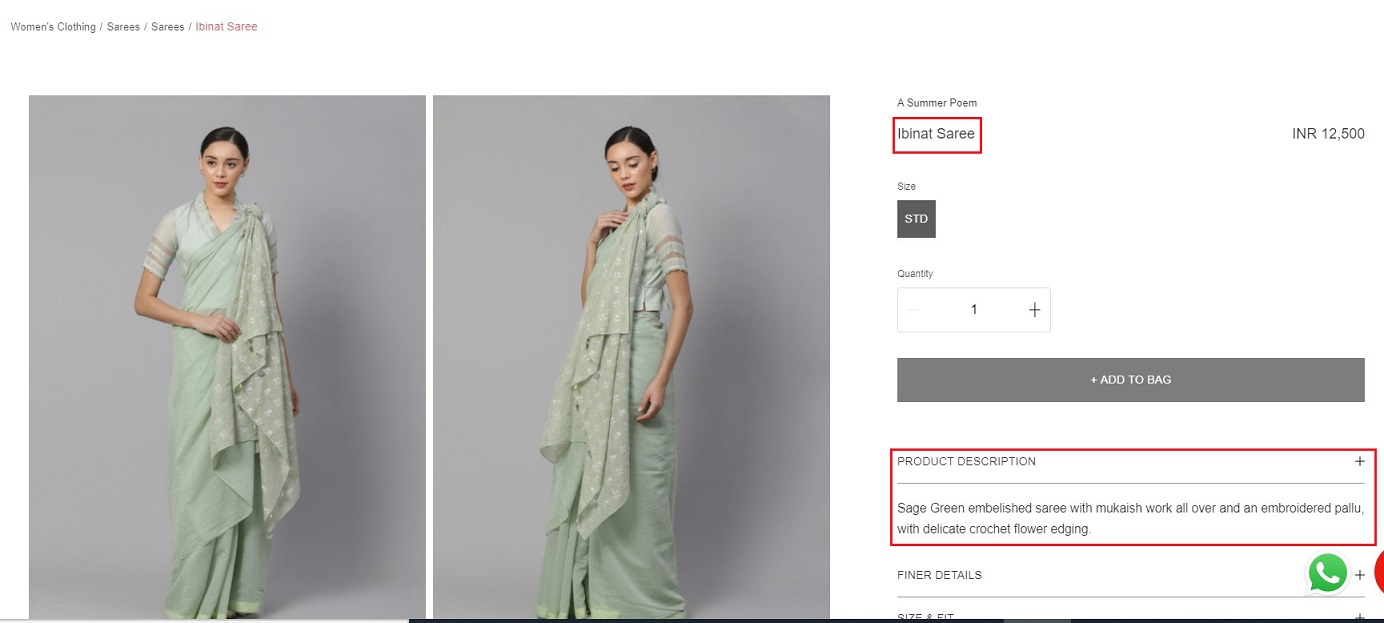 Women's Clothing / Sarees / Sarees / Ibinat Saree
A Summer Poem
Ibinat Saree
INR 12,500
Size
STD
Quantity
1
+ ADD TO BAG
PRODUCT DESCRIPTION
Sage Green embelished saree with mukaish work all over and an embroidered pallu,
with delicate crochet flower edging.
FINER DETAILS
SIZE & FIT